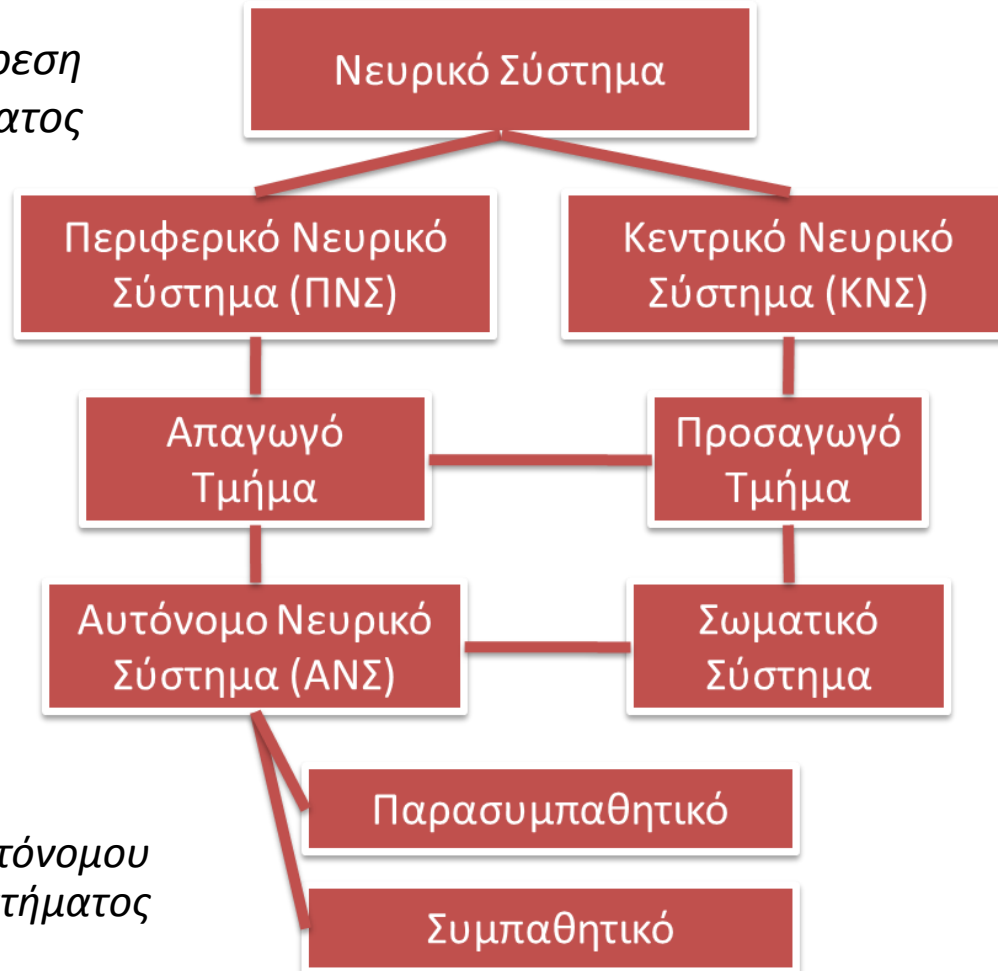 Νευρικό Σύστημα
Περιφερικό Νευρικό
Σύστημα (ΠΝΣ)
Κεντρικό Νευρικό
Σύστημα (ΚΝΣ)
Απαγωγό
Τμήμα
Προσαγωγό
Τμήμα
Αυτόνομο Νευρικό
Σύστημα (ΑΝΣ)
Σωματικό
Σύστημα
Παρασυμπαθητικό
Συμπαθητικό